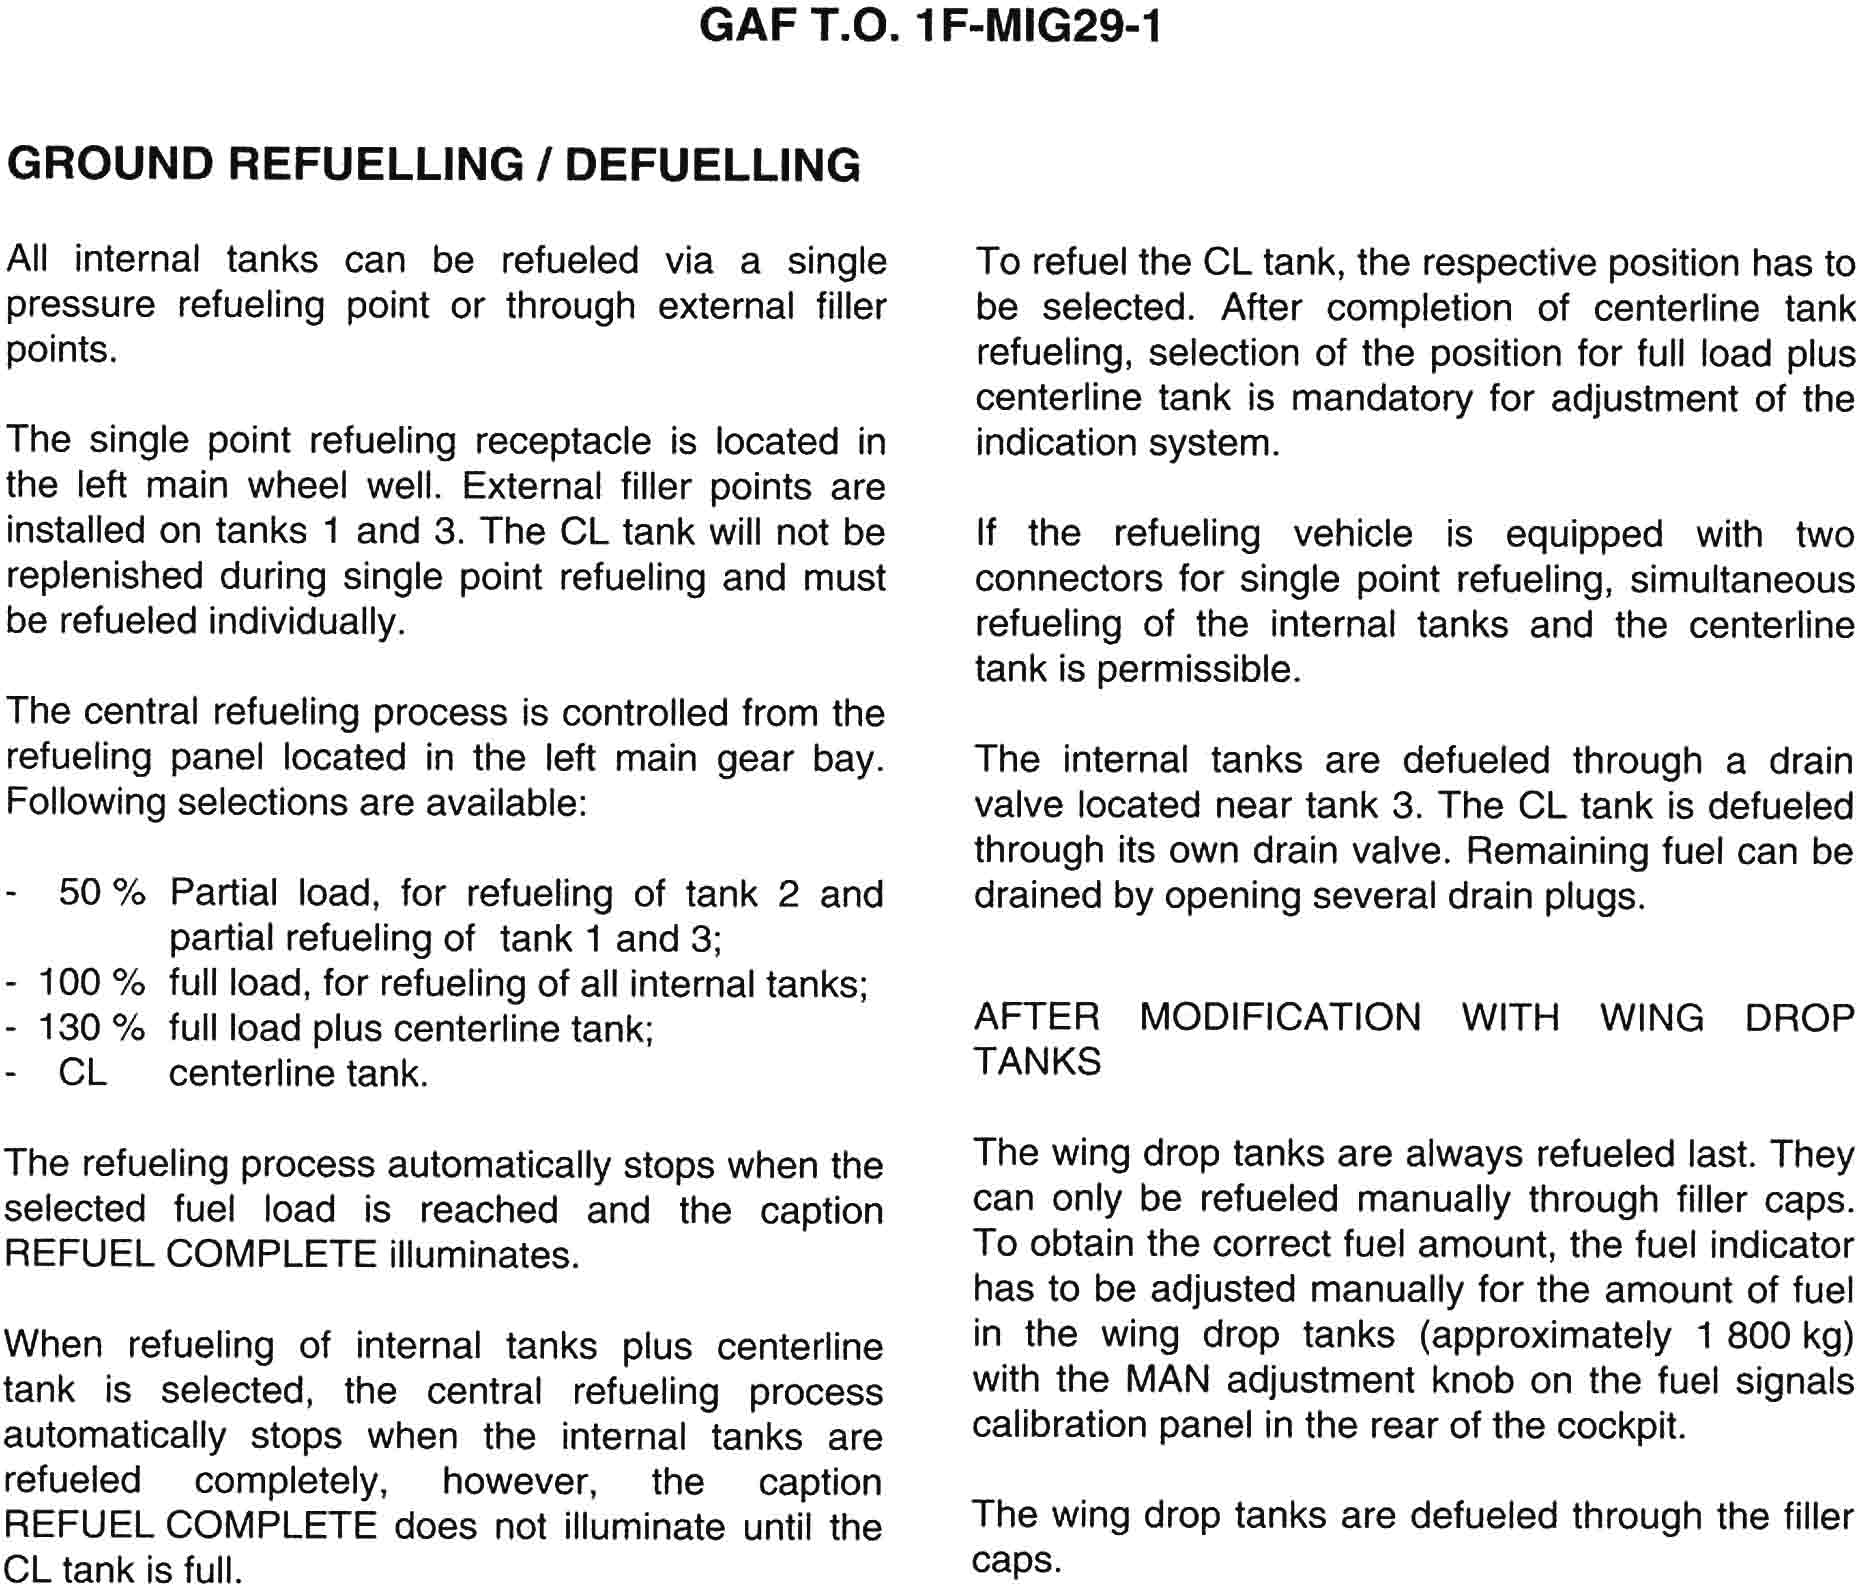 GAF T.O. 1F-MIG29-1
GROUND REFUELLING / DEFUELLING
All internal tanks can be refueled via a single
pressure refueling point or through external filler
points.
The single point refueling receptacle is located in
the left main wheel well. External filler points are
installed on tanks 1 and 3. The CL tank will not be
replenished during single point refueling and must
be refueled individually.
The central refueling process is controlled from the
refueling panel located in the left main gear bay.
Following selections are available:
- 50 % Partial load, for refueling of tank 2 and
partial refueling of tank 1 and 3;
- 100 % full load, for refueling of all internal tanks;
- 130 % full load plus centerline tank;
- CL centerline tank.
The refueling process automatically stops when the
selected fuel load is reached and the caption
REFUEL COMPLETE illuminates.
When refueling of internal tanks plus centerline
tank is selected, the central refueling process
automatically stops when the internal tanks are
refueled completely, however, the caption
REFUEL COMPLETE does not illuminate until the
CL tank is full.
To refuel the CL tank, the respective position has to
be selected. After completion of centerline tank
refueling, selection of the position for full load plus
centerline tank is mandatory for adjustment of the
indication system.
If the refueling vehicle is equipped with two
connectors for single point refueling, simultaneous
refueling of the internal tanks and the centerline
tank is permissible.
The internal tanks are defueled through a drain
valve located near tank 3. The CL tank is defueled
through its own drain valve. Remaining fuel can be
drained by opening several drain plugs.
AFTER MODIFICATION WITH WING DROP
TANKS
The wing drop tanks are always refueled last. They
can only be refueled manually through filler caps.
To obtain the correct fuel amount, the fuel indicator
has to be adjusted manually for the amount of fuel
in the wing drop tanks (approximately 1 800 kg)
with the MAN adjustment knob on the fuel signals
calibration panel in the rear of the cockpit.
The wing drop tanks are defueled through the filler
caps.